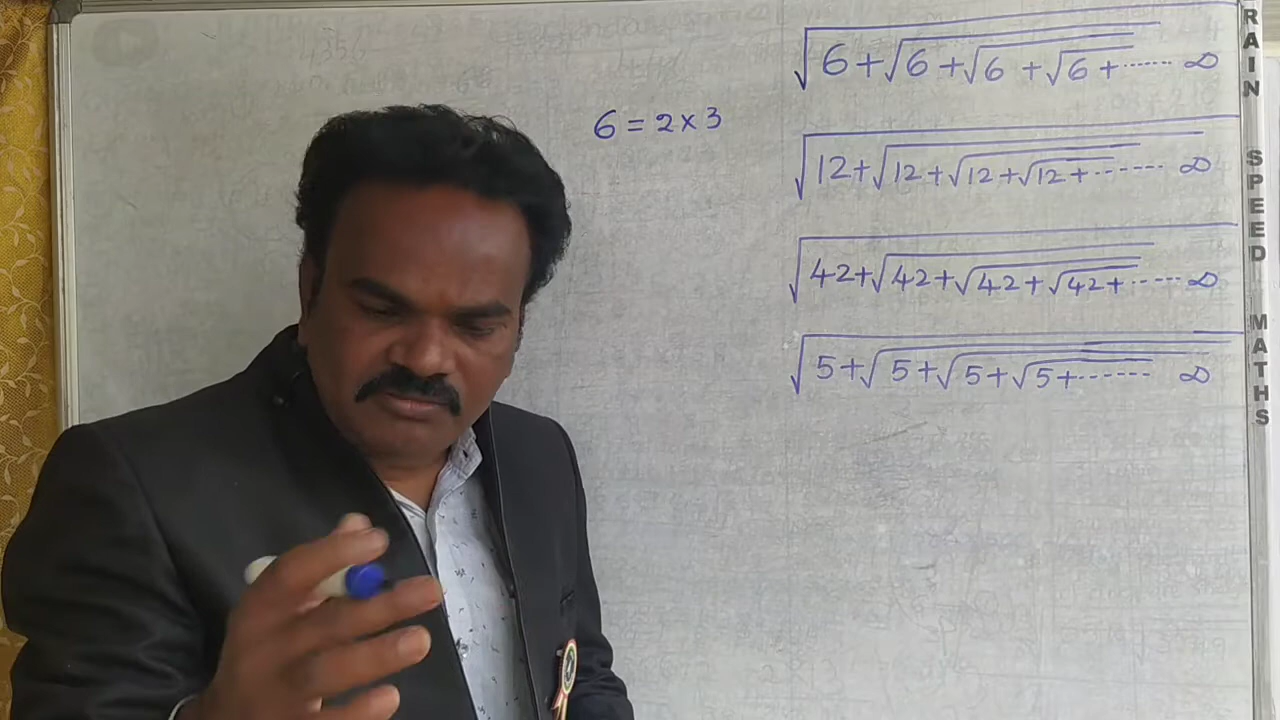 6 = 2 × 3
√6+√6+√6+√6+....... ∞
√12+√12+√12+√12+....... ∞
√42+√42+√42+√42+....... ∞
√5+√5+√5+√5+....... ∞
RAIN SPEED MATHS